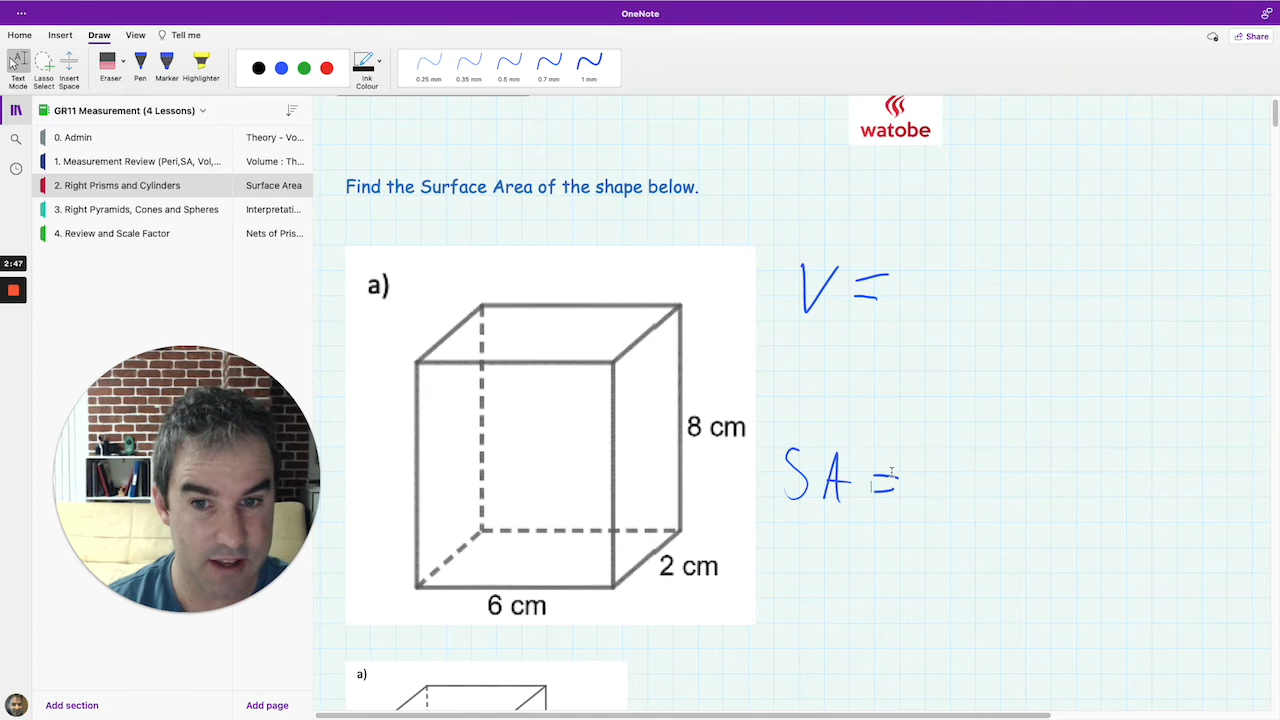 OneNote
Home Insert Draw View Tell me
Share
Text Mode
Lasso Select
Insert Space
Eraser
Pen
Marker
Highlighter
Ink Colour
0.25 mm 0.35 mm 0.5 mm 0.7 mm 1 mm
GR11 Measurement (4 Lessons)
0. Admin
Theory - Vo...
1. Measurement Review (Peri,SA, Vol,...
Volume : Th...
2. Right Prisms and Cylinders
Surface Area
3. Right Pyramids, Cones and Spheres
Interpretati...
4. Review and Scale Factor
Nets of Pris...
2:47
Add section
Add page
watobe
Find the Surface Area of the shape below.
a)
8 cm
2 cm
6 cm
V =
SA =
a)